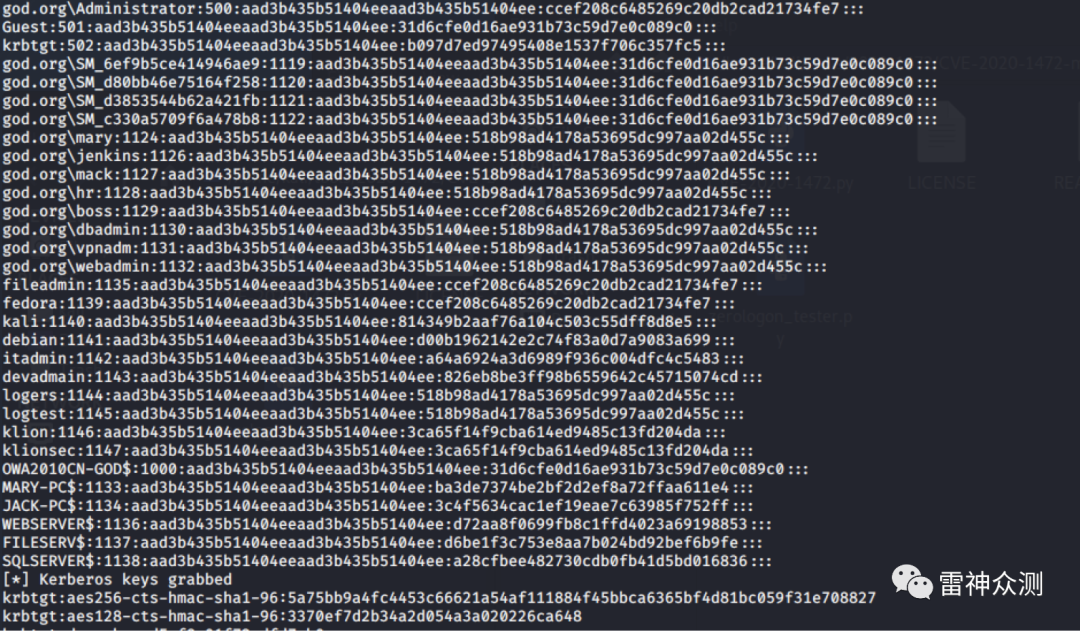 god.org\Administrator:500:aad3b435b51404eeaad3b435b51404ee:ccef208c6485269c20db2cad21734fe7:::
Guest:501:aad3b435b51404eeaad3b435b51404ee:31d6cfe0d16ae931b73c59d7e0c089c0:::
krbtgt:502:aad3b435b51404eeaad3b435b51404ee:b097d7ed97495408e1537f706c357fc5:::
god.org\SM_6ef9b5ce414946ae9:1119:aad3b435b51404eeaad3b435b51404ee:31d6cfe0d16ae931b73c59d7e0c089c0:::
god.org\SM_d80bb46e75164f258:1120:aad3b435b51404eeaad3b435b51404ee:31d6cfe0d16ae931b73c59d7e0c089c0:::
god.org\SM_d3853544b62a421fb:1121:aad3b435b51404eeaad3b435b51404ee:31d6cfe0d16ae931b73c59d7e0c089c0:::
god.org\SM_c330a5709f6a478b8:1122:aad3b435b51404eeaad3b435b51404ee:31d6cfe0d16ae931b73c59d7e0c089c0:::
god.org\mary:1124:aad3b435b51404eeaad3b435b51404ee:518b98ad4178a53695dc997aa02d455c:::
god.org\jenkins:1126:aad3b435b51404eeaad3b435b51404ee:518b98ad4178a53695dc997aa02d455c:::
god.org\mack:1127:aad3b435b51404eeaad3b435b51404ee:518b98ad4178a53695dc997aa02d455c:::
god.org\hr:1128:aad3b435b51404eeaad3b435b51404ee:518b98ad4178a53695dc997aa02d455c:::
god.org\boss:1129:aad3b435b51404eeaad3b435b51404ee:ccef208c6485269c20db2cad21734fe7:::
god.org\dbadmin:1130:aad3b435b51404eeaad3b435b51404ee:518b98ad4178a53695dc997aa02d455c:::
god.org\vpnadm:1131:aad3b435b51404eeaad3b435b51404ee:518b98ad4178a53695dc997aa02d455c:::
god.org\webadmin:1132:aad3b435b51404eeaad3b435b51404ee:518b98ad4178a53695dc997aa02d455c:::
fileadmin:1135:aad3b435b51404eeaad3b435b51404ee:ccef208c6485269c20db2cad21734fe7:::
fedora:1139:aad3b435b51404eeaad3b435b51404ee:ccef208c6485269c20db2cad21734fe7:::
kali:1140:aad3b435b51404eeaad3b435b51404ee:814349b2aaf76a104c503c55dff8d8e5:::
debian:1141:aad3b435b51404eeaad3b435b51404ee:d00b1962142e2c74f83a0d7a9083a699:::
itadmin:1142:aad3b435b51404eeaad3b435b51404ee:a64a6924a3d6989f936c004dfc4c5483:::
devadmain:1143:aad3b435b51404eeaad3b435b51404ee:826eb8be3ff98b6559642c45715074cd:::
logers:1144:aad3b435b51404eeaad3b435b51404ee:518b98ad4178a53695dc997aa02d455c:::
logtest:1145:aad3b435b51404eeaad3b435b51404ee:518b98ad4178a53695dc997aa02d455c:::
klion:1146:aad3b435b51404eeaad3b435b51404ee:3ca65f14f9cba614ed9485c13fd204da:::
klionsec:1147:aad3b435b51404eeaad3b435b51404ee:3ca65f14f9cba614ed9485c13fd204da:::
OWA2010CN-GOD$:1000:aad3b435b51404eeaad3b435b51404ee:31d6cfe0d16ae931b73c59d7e0c089c0:::
MARY-PC$:1133:aad3b435b51404eeaad3b435b51404ee:ba3de7374be2bf2d2ef8a72ffaa611e4:::
JACK-PC$:1134:aad3b435b51404eeaad3b435b51404ee:3c4f5634cac1ef19eae7c63985f752ff:::
WEBSERVER$:1136:aad3b435b51404eeaad3b435b51404ee:d72aa8f0699fb8c1ffd4023a69198853:::
FILESERV$:1137:aad3b435b51404eeaad3b435b51404ee:d6be1f3c753e8aa7b024bd92bef6b9fe:::
SQLSERVER$:1138:aad3b435b51404eeaad3b435b51404ee:a28cfbee482730cdb0fb41d5bd016836:::
[*] Kerberos keys grabbed
krbtgt:aes256-cts-hmac-sha1-96:5a75bb9a4fc4453c66621a54af111884f45bbca6365bf4d81bc059f31e708827
krbtgt:aes128-cts-hmac-sha1-96:3370ef7d2b34a2d054a3a020226ca648
LICENSE
雷神众测